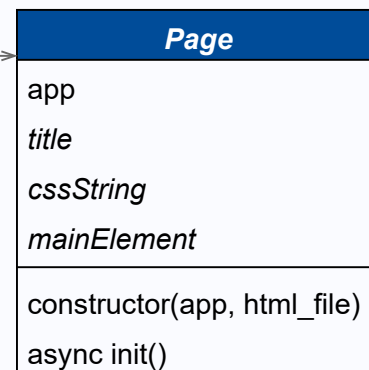 Page
app
title
cssString
mainElement
constructor(app, html_file)
async init()